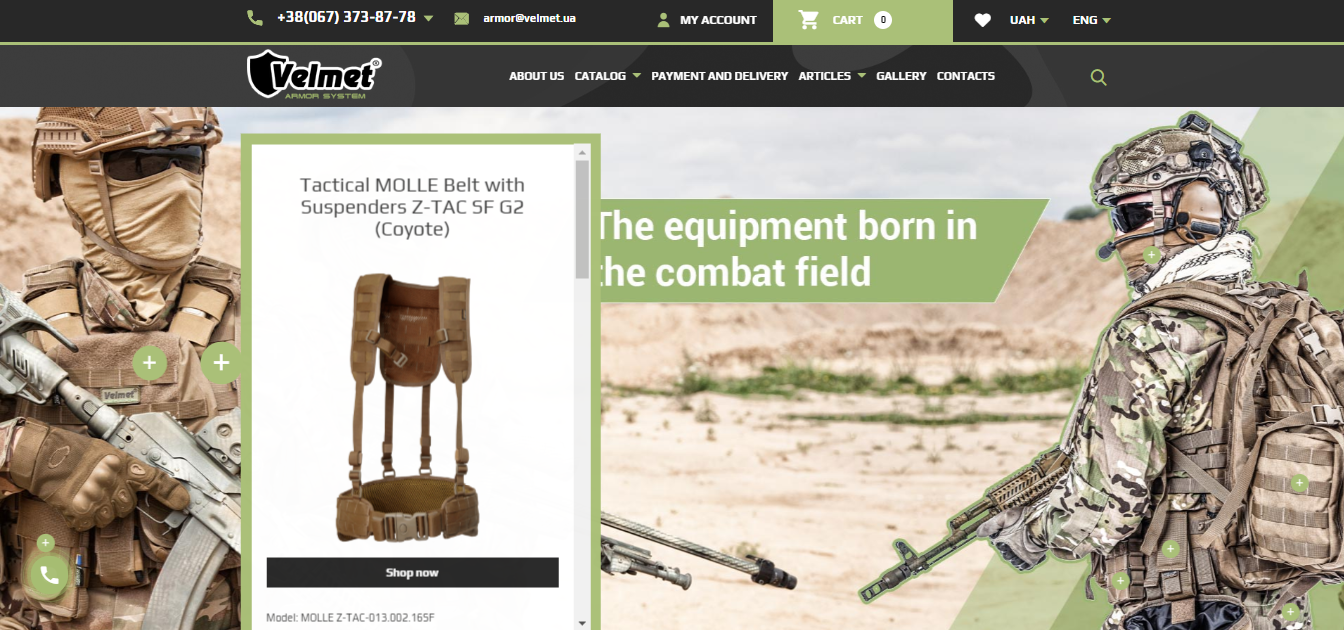 +38(067) 373-87-78
armor@velmet.ua
MY ACCOUNT
CART 0
UAH
ENG
Velmet®
ARMOR SYSTEM
ABOUT US CATALOG PAYMENT AND DELIVERY ARTICLES GALLERY CONTACTS
Tactical MOLLE Belt with
Suspenders Z-TAC SF G2
(Coyote)
The equipment born in
the combat field
Velmet
Shop now
Model: MOLLE Z-TAC-013.002.165F